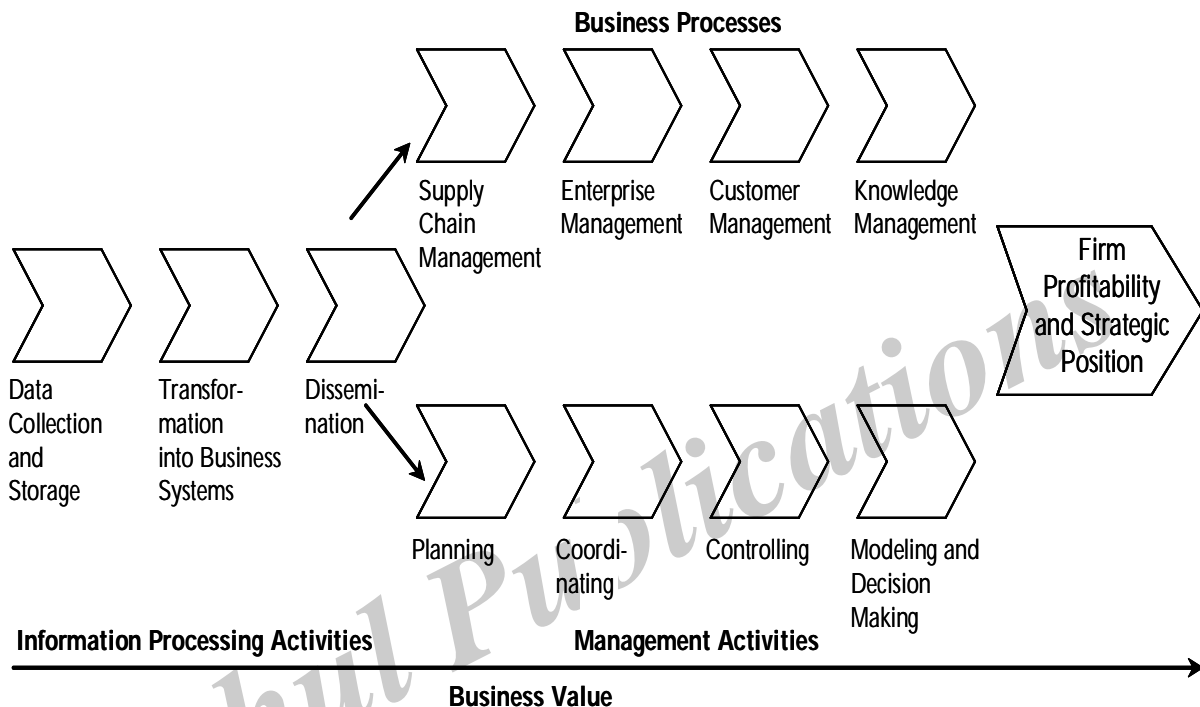 Business Processes
Supply
Chain
Management
Enterprise
Management
Customer
Management
Knowledge
Management
Data
Collection
and
Storage
Transfor-
mation
into Business
Systems
Dissemi-
nation
Firm
Profitability
and Strategic
Position
Planning
Coordi-
nating
Controlling
Modeling and
Decision
Making
Information Processing Activities
Management Activities
Business Value
hul Publications